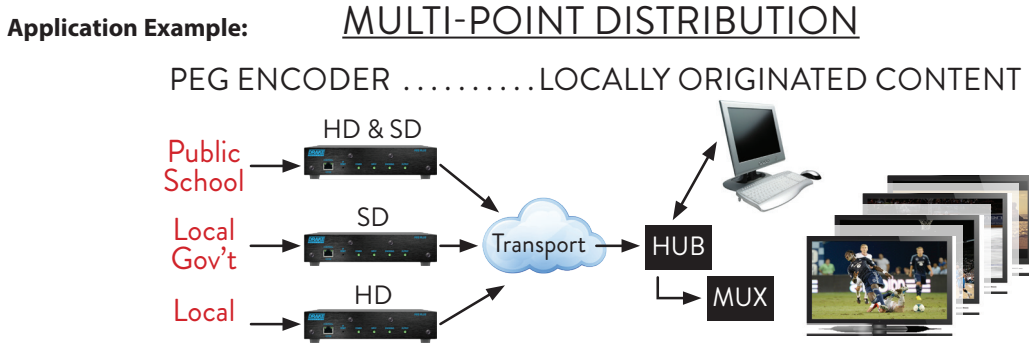 Application Example:
MULTI-POINT DISTRIBUTION
PEG ENCODER ..........LOCALLY ORIGINATED CONTENT
HD & SD
Public
School
SD
Local
Gov't
Transport
HUB
HD
Local
MUX